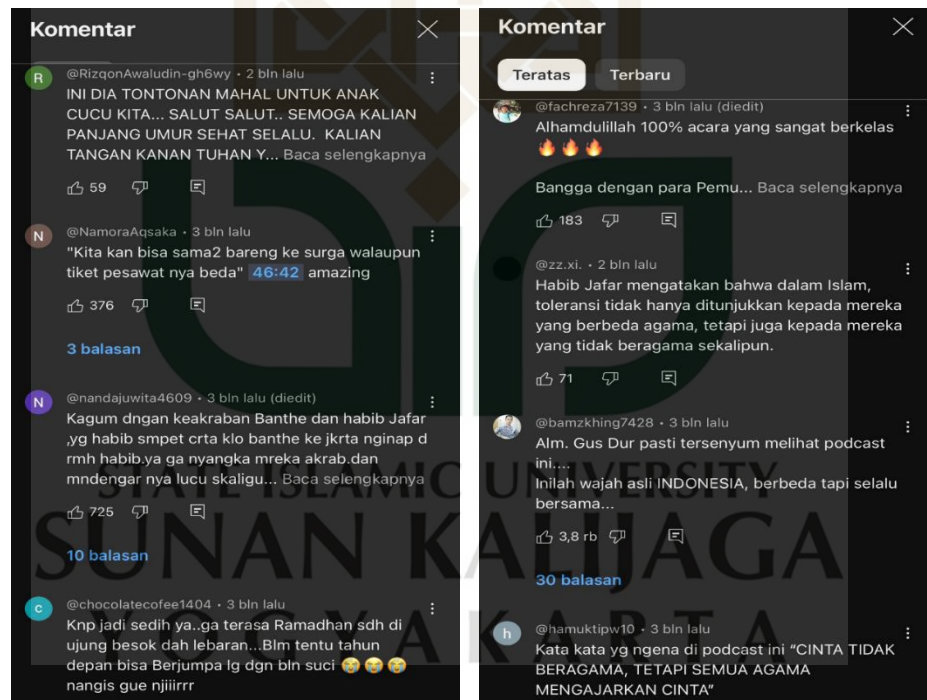 Komentar
R
@RizqonAwaludin-gh6wy • 2 bln lalu
INI DIA TONTONAN MAHAL UNTUK ANAK
CUCU KITA... SALUT SALUT.. SEMOGA KALIAN
PANJANG UMUR SEHAT SELALU. KALIAN
TANGAN KANAN TUHAN Y... Baca selengkapnya
59
N
@NamoraAqsaka • 3 bln lalu
"Kita kan bisa sama2 bareng ke surga walaupun
tiket pesawat nya beda" 46:42 amazing
376
3 balasan
N
@nandajuwita4609 • 3 bln lalu (diedit)
Kagum dngan keakraban Banthe dan habib Jafar
,yg habib smpet crta klo banthe ke jkrta nginap d
rmh habib.ya ga nyangka mreka akrab.dan
mndengar nya lucu skaligu... Baca selengkapnya
725
10 balasan
c
@chocolatecofee1404 • 3 bln lalu
Knp jadi sedih ya..ga terasa Ramadhan sdh di
ujung besok dah lebaran...Blm tentu tahun
depan bisa Berjumpa lg dgn bln suci 😭😭😭
nangis gue njiiirrr
Komentar
Teratas Terbaru
@fachreza7139 • 3 bln lalu (diedit)
Alhamdulillah 100% acara yang sangat berkelas
🔥🔥🔥
Bangga dengan para Pemu... Baca selengkapnya
183
@zz.xi. • 2 bln lalu
Habib Jafar mengatakan bahwa dalam Islam,
toleransi tidak hanya ditunjukkan kepada mereka
yang berbeda agama, tetapi juga kepada mereka
yang tidak beragama sekalipun.
71
@bamzkhing7428 • 3 bln lalu
Alm. Gus Dur pasti tersenyum melihat podcast
ini....
Inilah wajah asli INDONESIA, berbeda tapi selalu
bersama...
3,8 rb
30 balasan
h
@hamuktipw10 • 3 bln lalu
Kata kata yg ngena di podcast ini “CINTA TIDAK
BERAGAMA, TETAPI SEMUA AGAMA
MENGAJARKAN CINTA”
STATE ISLAMIC UNIVERSITY
SUNAN KALIJAGA
YOGYAKARTA